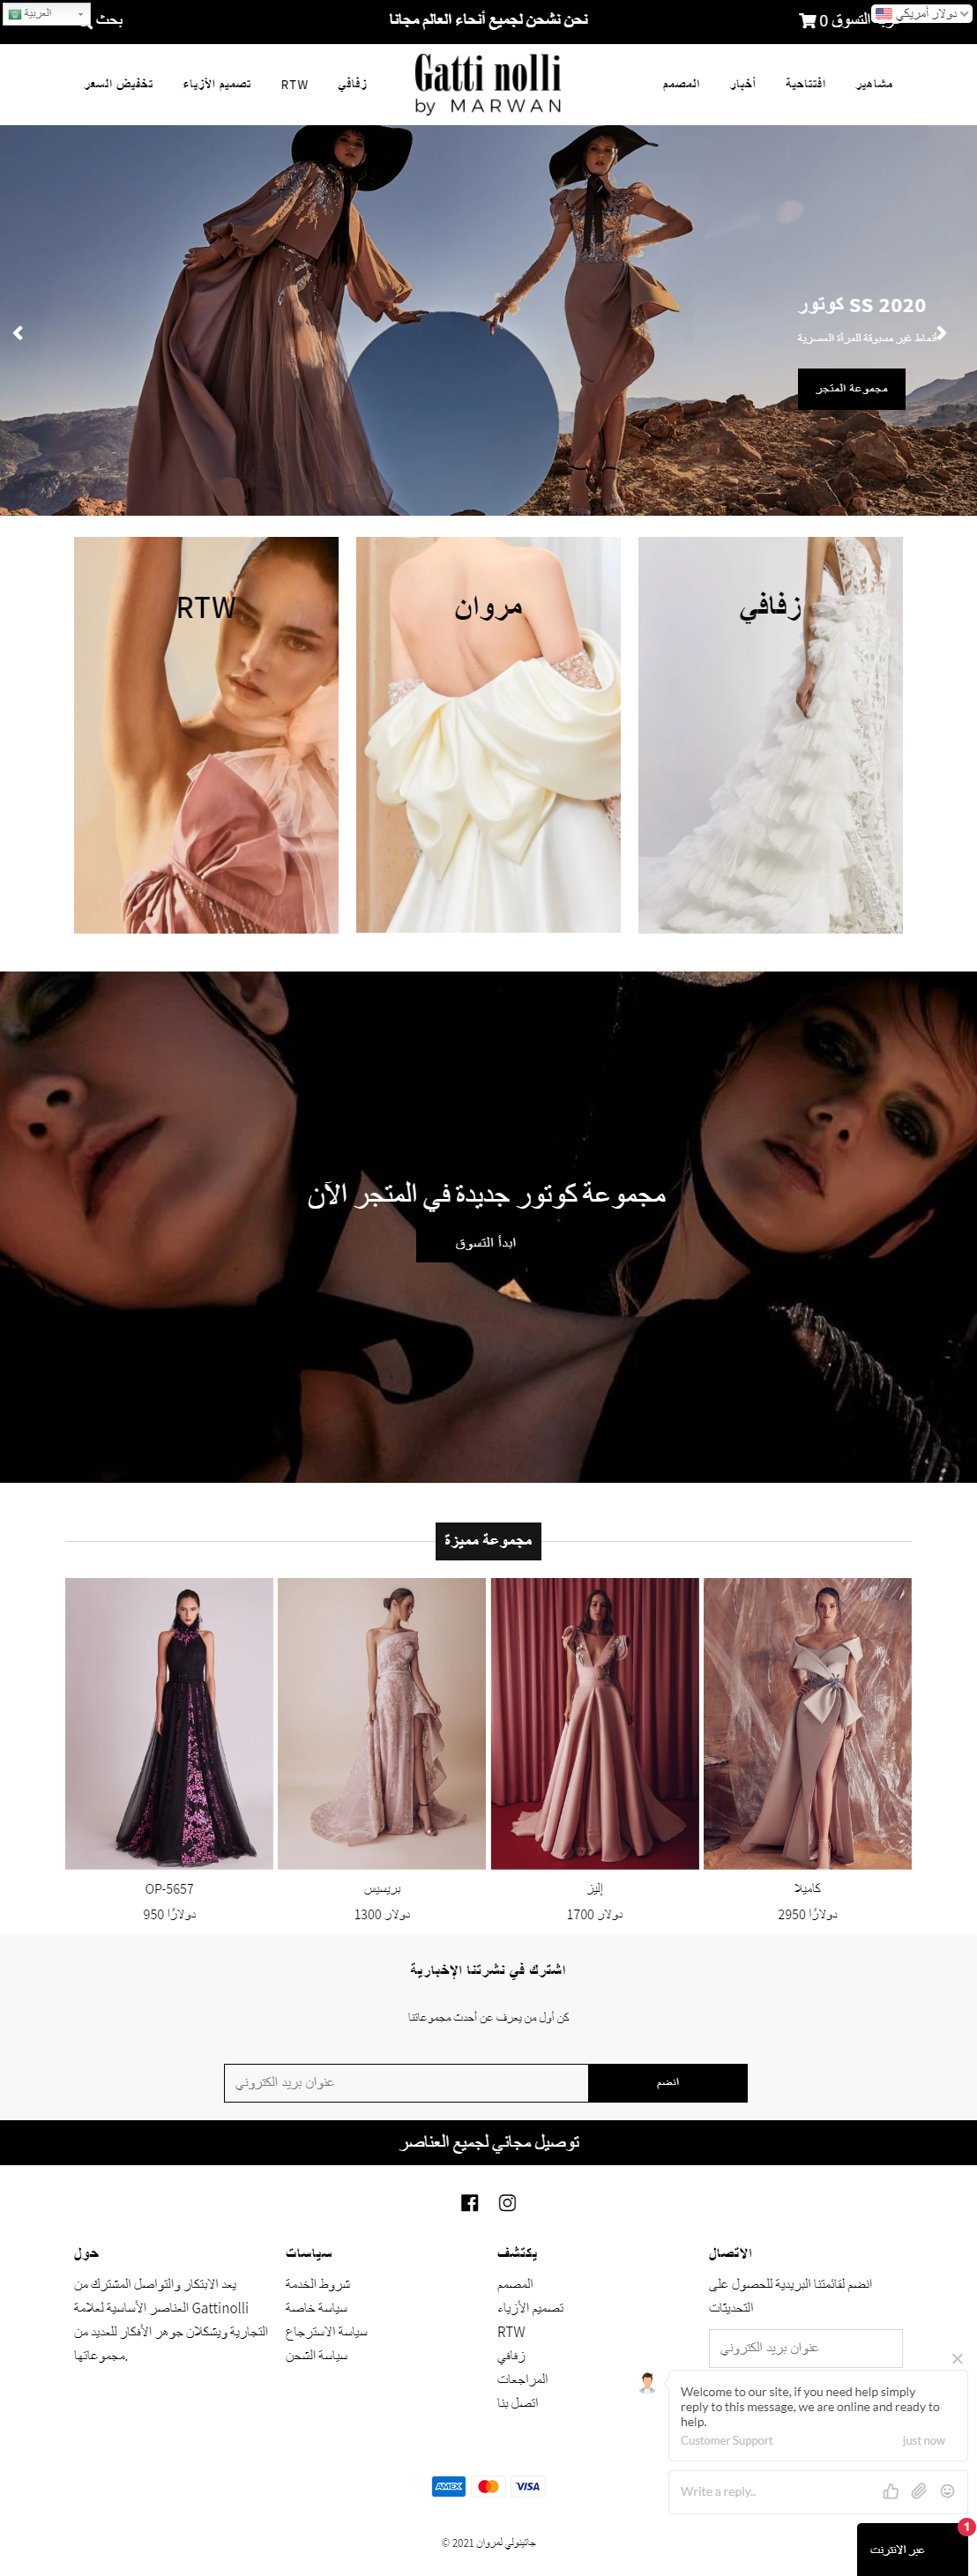 العربية
بحث
نحن نشحن لجميع أنحاء العالم مجانا
التسوق 0
دولار أمريكي
تخفيض السعر
تصميم الأزياء
RTW
زفافي
Gatti nolli
by MARWAN
المصمم
أخبار
افتتاحية
مشاهير
كوتور SS 2020
أنماط غير مسبوقة للمرأة العصرية
مجموعة المتجر
RTW
مروان
زفافي
مجموعة كوتور جديدة في المتجر الآن
ابدأ التسوق
مجموعة مميزة
OP-5657
950 دولارًا
بريسيس
1300 دولار
إليز
1700 دولار
كاميلا
2950 دولارًا
اشترك في نشرتنا الإخبارية
كن أول من يعرف عن أحدث مجموعاتنا
عنوان بريد الكتروني
انضم
توصيل مجاني لجميع العناصر
حول
يعد الابتكار والتواصل المشترك من
العناصر الأساسية لعلامة Gattinolli
التجارية ويشكلان جوهر الأفكار للعديد من
مجموعاتها.
سياسات
شروط الخدمة
سياسة خاصة
سياسة الاسترجاع
سياسة الشحن
يكتشف
المصمم
تصميم الأزياء
RTW
زفافي
المراجعات
اتصل بنا
الاتصال
انضم لقائمتنا البريدية للحصول على
التحديثات
عنوان بريد الكتروني
Welcome to our site, if you need help simply
reply to this message, we are online and ready to
help.
Customer Support just now
Write a reply..
AMEX
VISA
© 2021 جاتينولي لمروان
1
عبر الانترنت